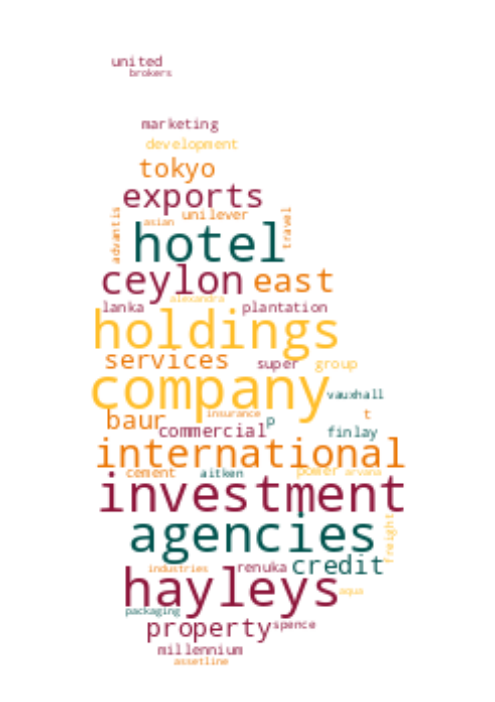 united
brokers
marketing
development
tokyo
exports
advantis
asian
unilever
travel
hotel
ceylon
east
alexandra
lanka
plantation
holdings
services
super
group
company
vauxhall
baur
insurance
p
t
commercial
finlay
international
cement
aitken
power
arvana
investment
agencies
freight
credit
industries
renuka
hayleys
aqua
packaging
property
spence
millennium
assetline